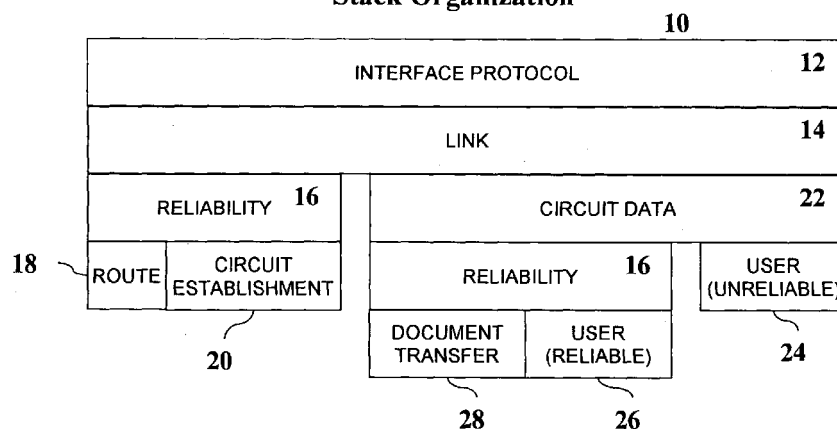 Stack Organization
10
INTERFACE PROTOCOL 12
LINK 14
RELIABILITY 16
CIRCUIT DATA 22
18 ROUTE
CIRCUIT
ESTABLISHMENT
RELIABILITY 16
USER
(UNRELIABLE)
20
DOCUMENT
TRANSFER
USER
(RELIABLE)
24
28
26